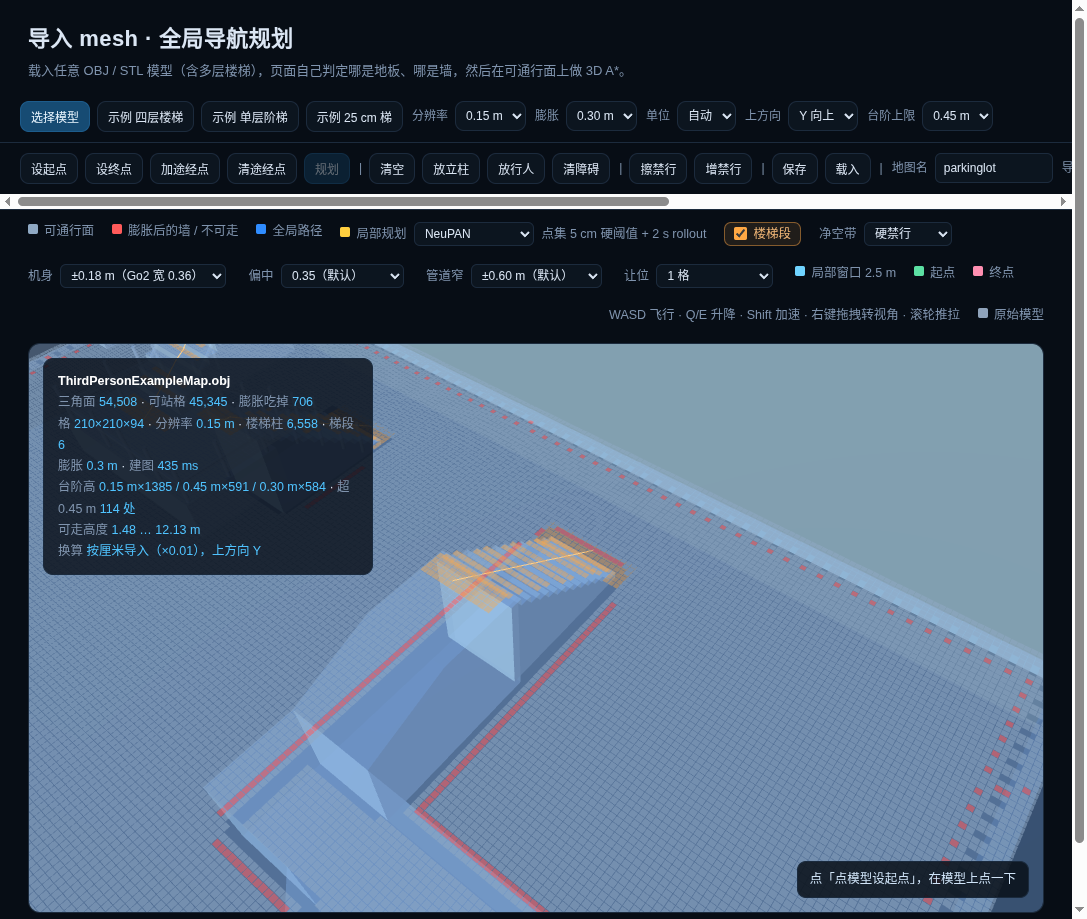 导入 mesh · 全局导航规划
载入任意 OBJ / STL 模型（含多层楼梯），页面自己判定哪是地板、哪是墙，然后在可通行面上做 3D A*。
选择模型 示例 四层楼梯 示例 单层阶梯 示例 25 cm 梯 分辨率 0.15 m 膨胀 0.30 m 单位 自动 上方向 Y 向上 台阶上限 0.45 m
设起点 设终点 加途经点 清途经点 规划 | 清空 放立柱 放行人 清障碍 | 擦禁行 增禁行 | 保存 载入 | 地图名 parkinglot 导
可通行面 膨胀后的墙 / 不可走 全局路径 局部规划 NeuPAN 点集 5 cm 硬阈值 + 2 s rollout 楼梯段 净空带 硬禁行
机身 ±0.18 m（Go2 宽 0.36） 偏中 0.35（默认） 管道窄 ±0.60 m（默认） 让位 1 格 局部窗口 2.5 m 起点 终点
WASD 飞行 · Q/E 升降 · Shift 加速 · 右键拖拽转视角 · 滚轮推拉 原始模型
ThirdPersonExampleMap.obj
三角面 54,508 · 可站格 45,345 · 膨胀吃掉 706
格 210×210×94 · 分辨率 0.15 m · 楼梯柱 6,558 · 梯段
6
膨胀 0.3 m · 建图 435 ms
台阶高 0.15 m×1385 / 0.45 m×591 / 0.30 m×584 · 超
0.45 m 114 处
可走高度 1.48 … 12.13 m
换算 按厘米导入（×0.01），上方向 Y
点「点模型设起点」，在模型上点一下